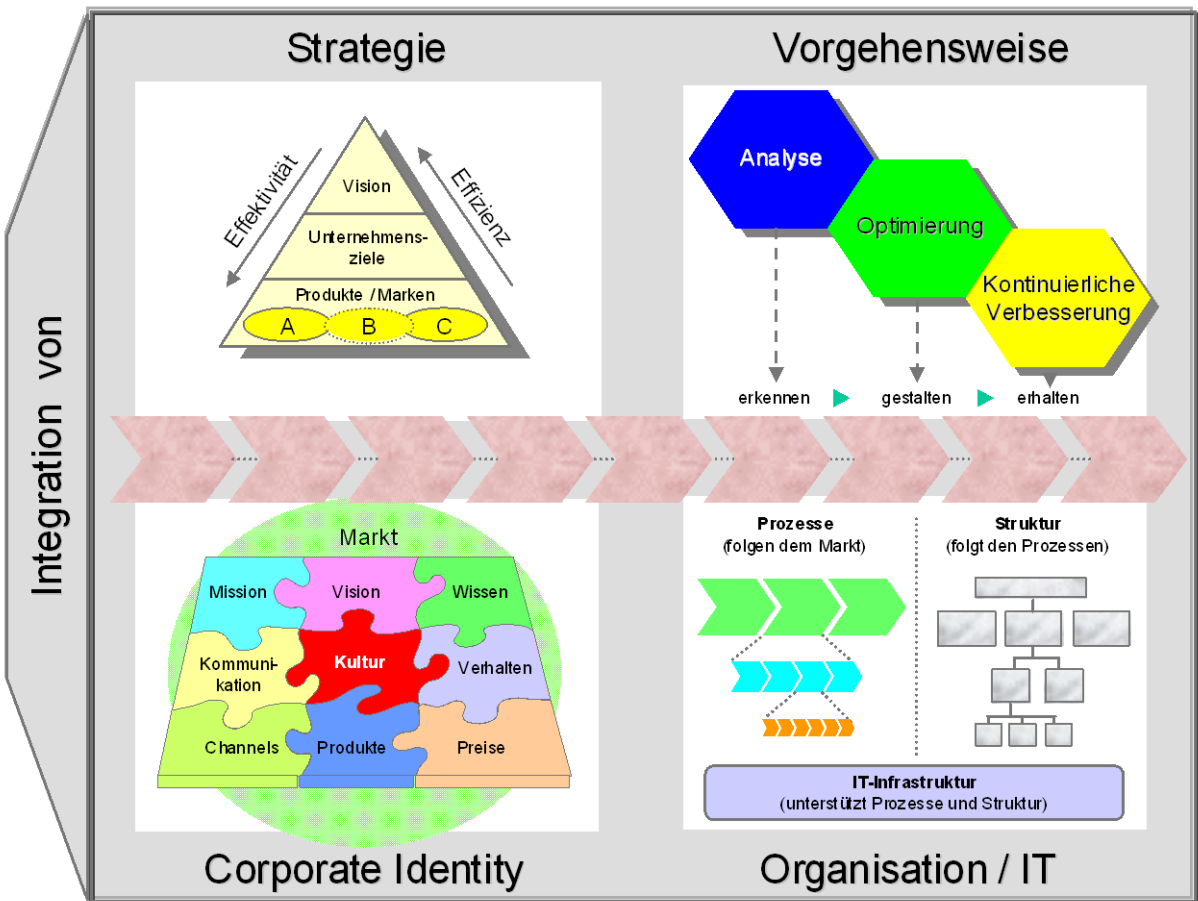 Integration von
Strategie
Effektivität
Effizienz
Vision
Unternehmens-
ziele
Produkte / Marken
A
B
C
Vorgehensweise
Analyse
Optimierung
Kontinuierliche
Verbesserung
erkennen
gestalten
erhalten
Markt
Mission
Vision
Wissen
Kommuni-
kation
Kultur
Verhalten
Channels
Produkte
Preise
Corporate Identity
Prozesse
(folgen dem Markt)
Struktur
(folgt den Prozessen)
IT-Infrastruktur
(unterstützt Prozesse und Struktur)
Organisation / IT